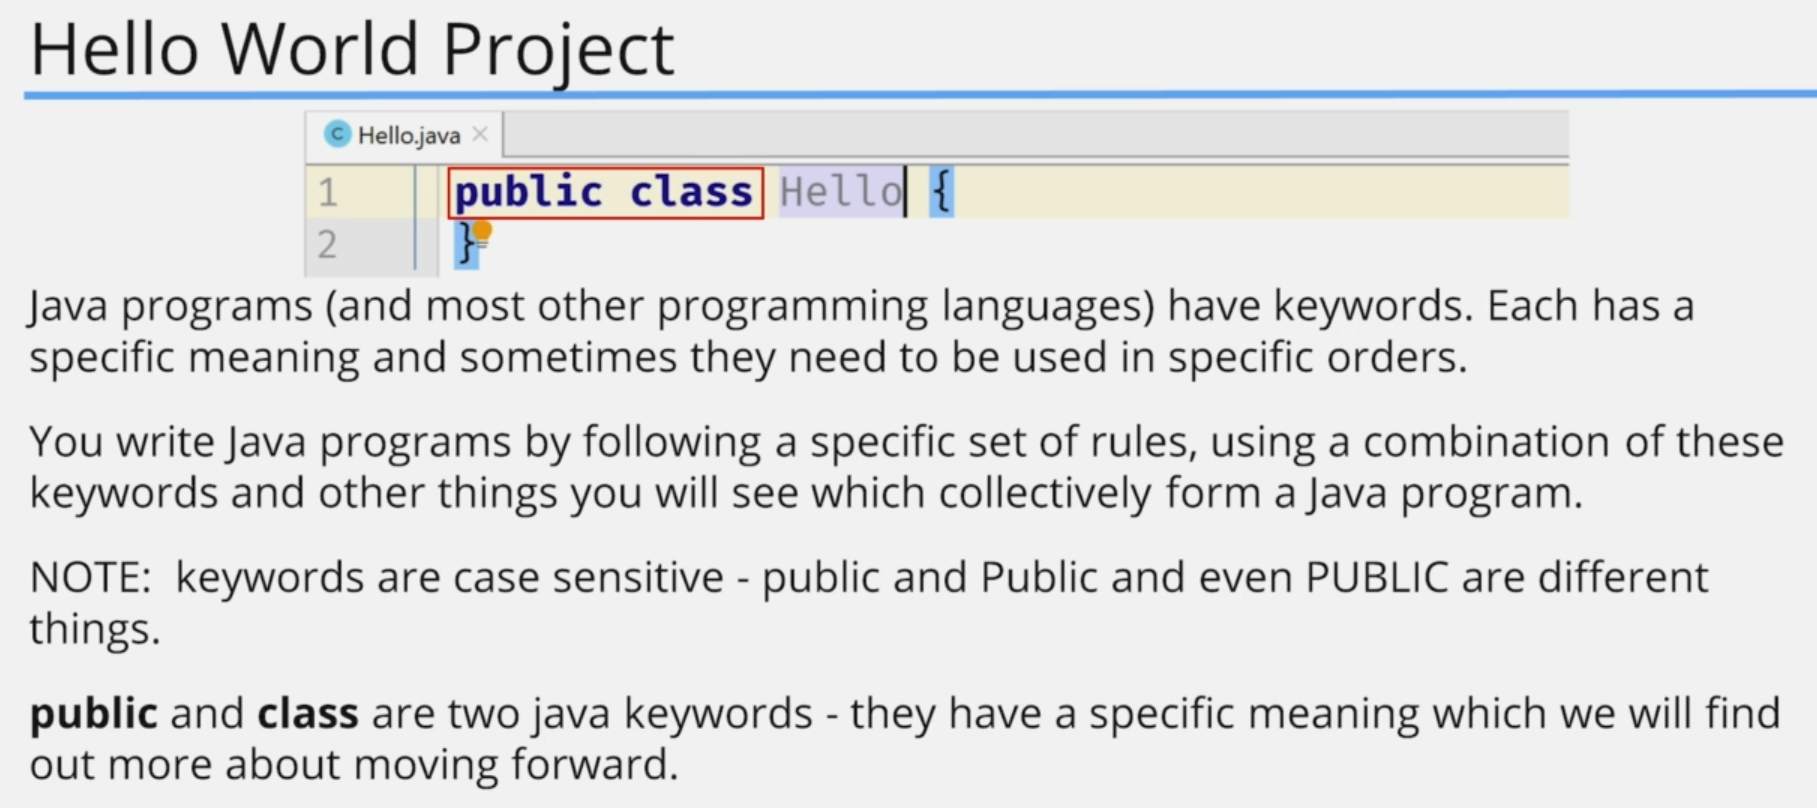 Hello World Project
Hello.java
1 public class Hello {
2 }
Java programs (and most other programming languages) have keywords. Each has a
specific meaning and sometimes they need to be used in specific orders.
You write Java programs by following a specific set of rules, using a combination of these
keywords and other things you will see which collectively form a Java program.
NOTE:  keywords are case sensitive - public and Public and even PUBLIC are different
things.
public and class are two java keywords - they have a specific meaning which we will find
out more about moving forward.